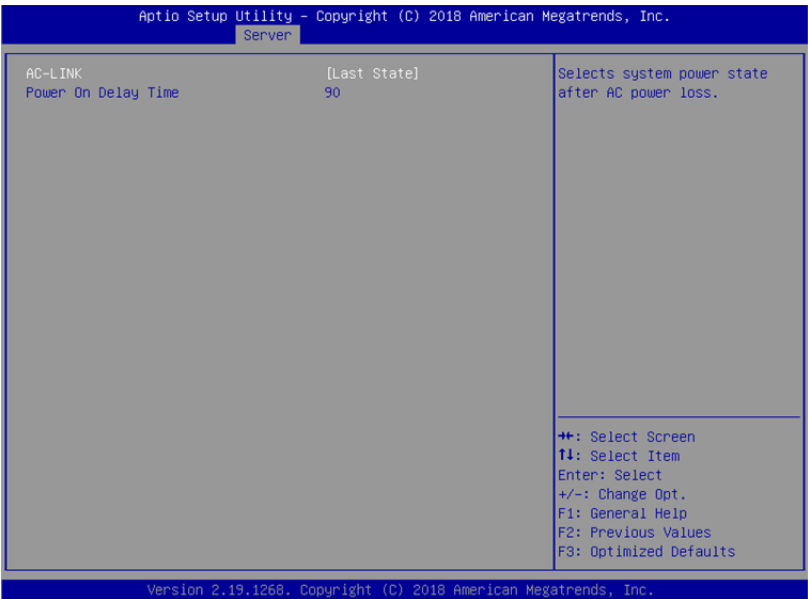 Aptio Setup Utility – Copyright (C) 2018 American Megatrends, Inc.
Server
AC-LINK [Last State]
Power On Delay Time 90
Selects system power state
after AC power loss.
→←: Select Screen
↑↓: Select Item
Enter: Select
+/-: Change Opt.
F1: General Help
F2: Previous Values
F3: Optimized Defaults
Version 2.19.1268. Copyright (C) 2018 American Megatrends, Inc.